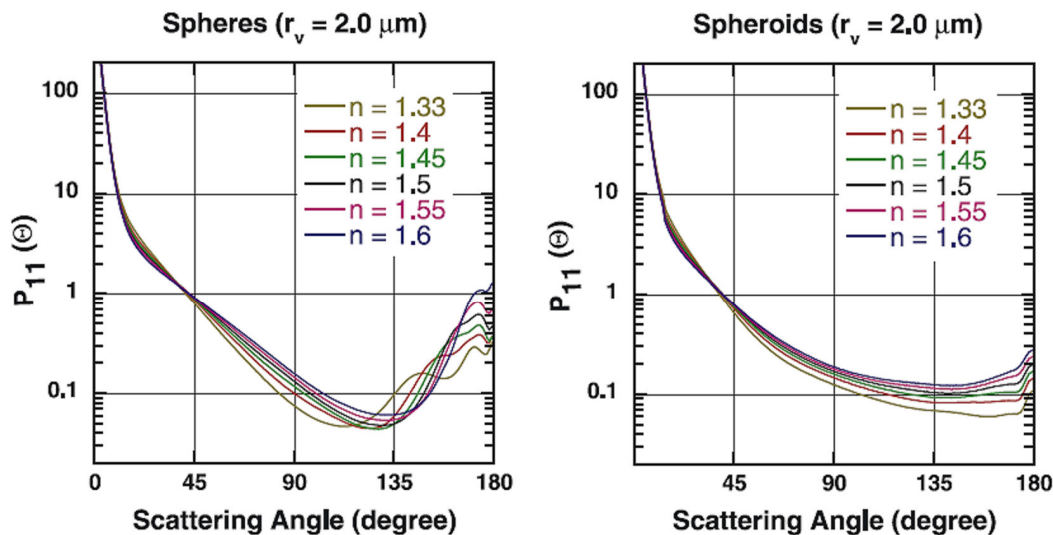 Spheres (r_v = 2.0 μm)
100
10
1
0.1
P_11 (Θ)
n = 1.33
n = 1.4
n = 1.45
n = 1.5
n = 1.55
n = 1.6
0 45 90 135 180
Scattering Angle (degree)
Spheroids (r_v = 2.0 μm)
100
10
1
0.1
P_11 (Θ)
n = 1.33
n = 1.4
n = 1.45
n = 1.5
n = 1.55
n = 1.6
45 90 135 180
Scattering Angle (degree)